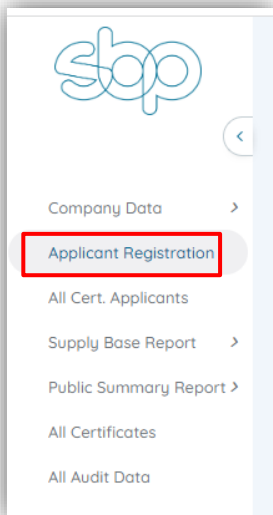 sbp
Company Data
Applicant Registration
All Cert. Applicants
Supply Base Report
Public Summary Report
All Certificates
All Audit Data